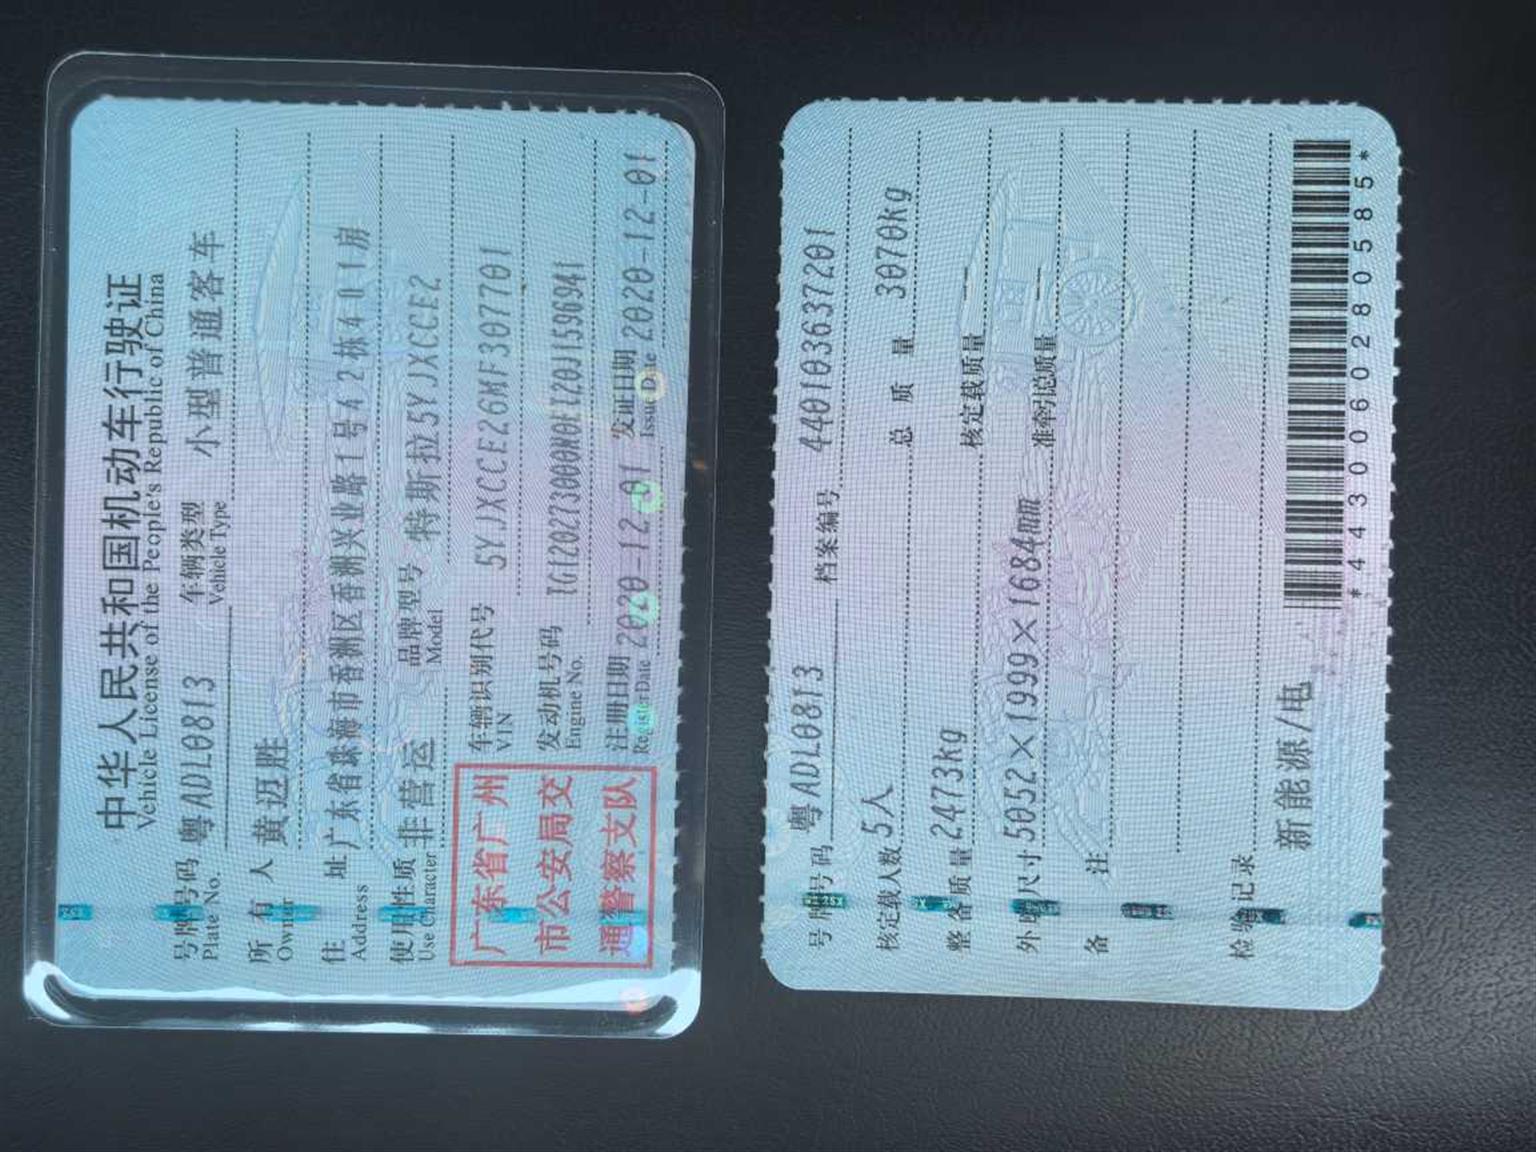 中华人民共和国机动车行驶证
Vehicle License of the People's Republic of China
号牌号码 粤ADL0813 车辆类型 小型普通客车
Plate No. Vehicle Type
所有人 黄迢胜
Owner
住址 广东省珠海市香洲区香洲兴业路1号42栋401房
Address
使用性质 非营运 品牌型号 特斯拉5YJXCCE2
Use Character Model
广东省广州市公安局交通警察支队
车辆识别代号 5YJXCCE26MF307701
VIN
发动机号码
Engine No.
注册日期 2020-12-01 发证日期 2020-12-01
Register Date Issue Date
号牌号码 粤ADL0813 档案编号 440103637201
核定载人数 5人 总质量 3070kg
整备质量 2473kg 核定载质量 --
外廓尺寸 5052×1999×1684mm 准牵引总质量 --
备注
检验记录
新能源/电
*4430060280585*